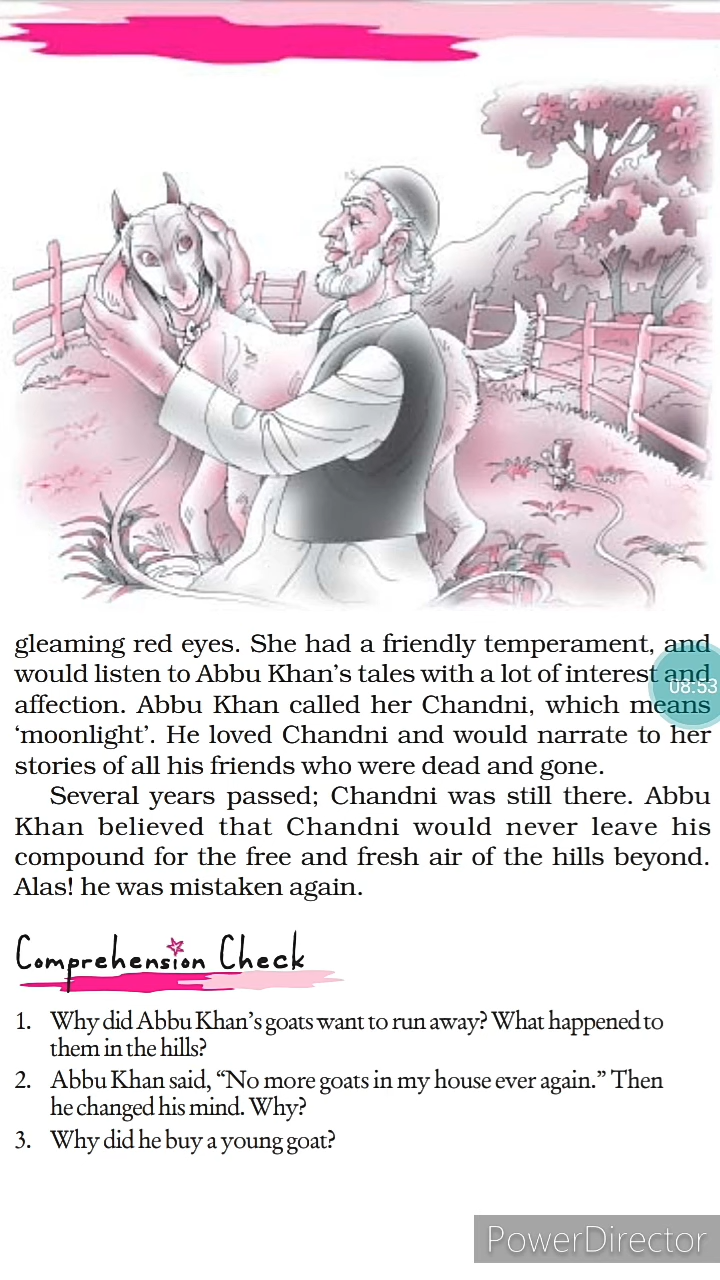 gleaming red eyes. She had a friendly temperament, and
would listen to Abbu Khan’s tales with a lot of interest and
08:53
affection. Abbu Khan called her Chandni, which means
‘moonlight’. He loved Chandni and would narrate to her
stories of all his friends who were dead and gone.
Several years passed; Chandni was still there. Abbu
Khan believed that Chandni would never leave his
compound for the free and fresh air of the hills beyond.
Alas! he was mistaken again.
Comprehension Check
1. Why did Abbu Khan’s goats want to run away? What happened to
them in the hills?
2. Abbu Khan said, “No more goats in my house ever again.” Then
he changed his mind. Why?
3. Why did he buy a young goat?
PowerDirector